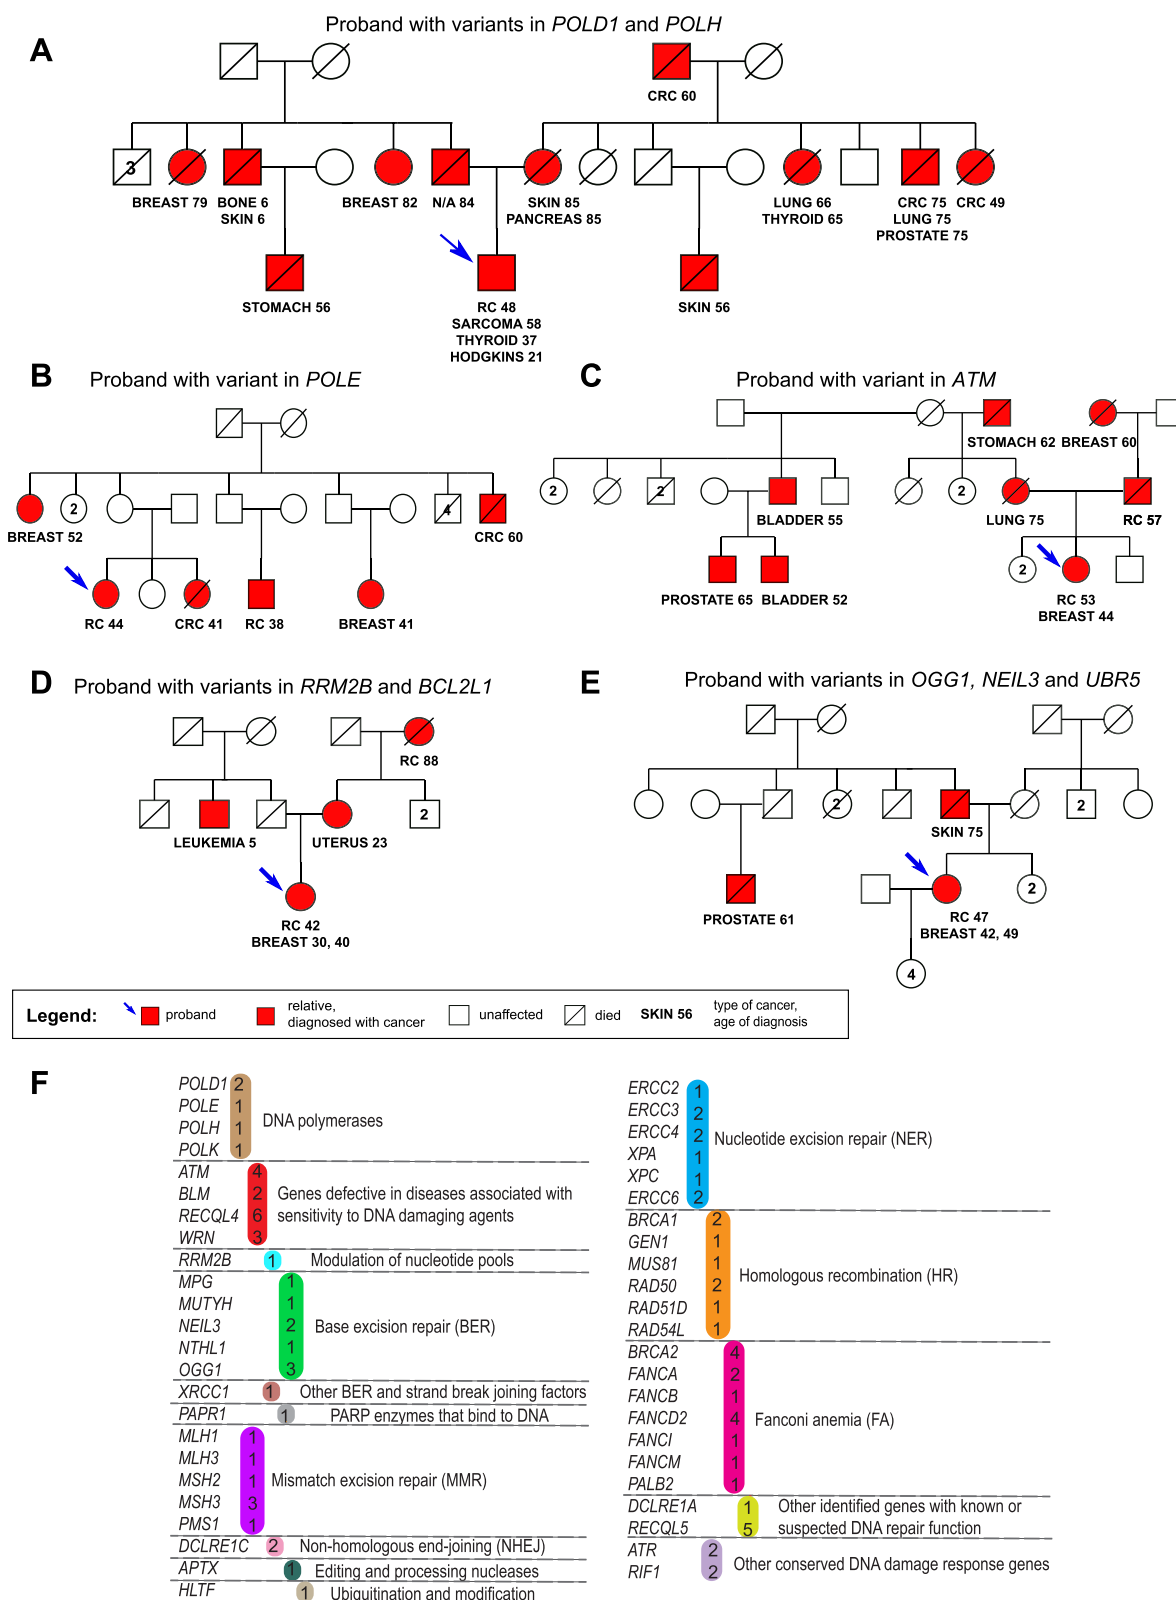 Proband with variants in POLD1 and POLH
A
CRC 60
3
BREAST 79
BONE 6
SKIN 6
BREAST 82
N/A 84
SKIN 85
PANCREAS 85
LUNG 66
THYROID 65
CRC 75
LUNG 75
PROSTATE 75
CRC 49
STOMACH 56
RC 48
SARCOMA 58
THYROID 37
HODGKINS 21
SKIN 56
B
Proband with variant in POLE
2
4
BREAST 52
CRC 60
RC 44
CRC 41
RC 38
BREAST 41
C
Proband with variant in ATM
STOMACH 62
BREAST 60
2
2
2
BLADDER 55
LUNG 75
RC 57
2
PROSTATE 65
BLADDER 52
RC 53
BREAST 44
D
Proband with variants in RRM2B and BCL2L1
RC 88
2
LEUKEMIA 5
UTERUS 23
RC 42
BREAST 30, 40
E
Proband with variants in OGG1, NEIL3 and UBR5
2
2
SKIN 75
2
PROSTATE 61
RC 47
BREAST 42, 49
4
Legend:
proband
relative,
diagnosed with cancer
unaffected
died
SKIN 56
type of cancer,
age of diagnosis
F
POLD1 2
POLE 1
POLH 1
POLK 1
DNA polymerases
ATM 4
BLM 2
RECQL4 6
WRN 3
Genes defective in diseases associated with
sensitivity to DNA damaging agents
RRM2B 1 Modulation of nucleotide pools
MPG 1
MUTYH 1
NEIL3 2
NTHL1 1
OGG1 3
Base excision repair (BER)
XRCC1 1 Other BER and strand break joining factors
PAPR1 1 PARP enzymes that bind to DNA
MLH1 1
MLH3 1
MSH2 1
MSH3 3
PMS1 1
Mismatch excision repair (MMR)
DCLRE1C 2 Non-homologous end-joining (NHEJ)
APTX 1 Editing and processing nucleases
HLTF 1 Ubiquitination and modification
ERCC2 1
ERCC3 2
ERCC4 2
XPA 1
XPC 1
ERCC6 2
Nucleotide excision repair (NER)
BRCA1 2
GEN1 1
MUS81 1
RAD50 2
RAD51D 1
RAD54L 1
Homologous recombination (HR)
BRCA2 4
FANCA 2
FANCB 1
FANCD2 4
FANCI 1
FANCM 1
PALB2 1
Fanconi anemia (FA)
DCLRE1A 1
RECQL5 5
Other identified genes with known or
suspected DNA repair function
ATR 2
RIF1 2
Other conserved DNA damage response genes